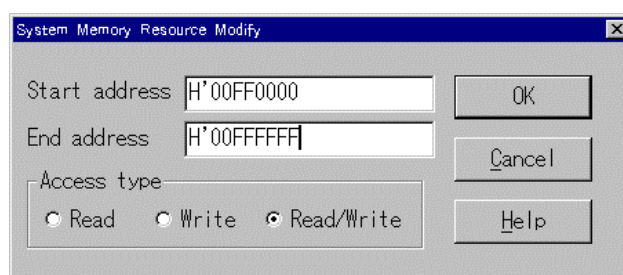 System Memory Resource Modify
Start address H'00FF0000
OK
End address H'00FFFFFF
Cancel
Access type
Read Write Read/Write
Help